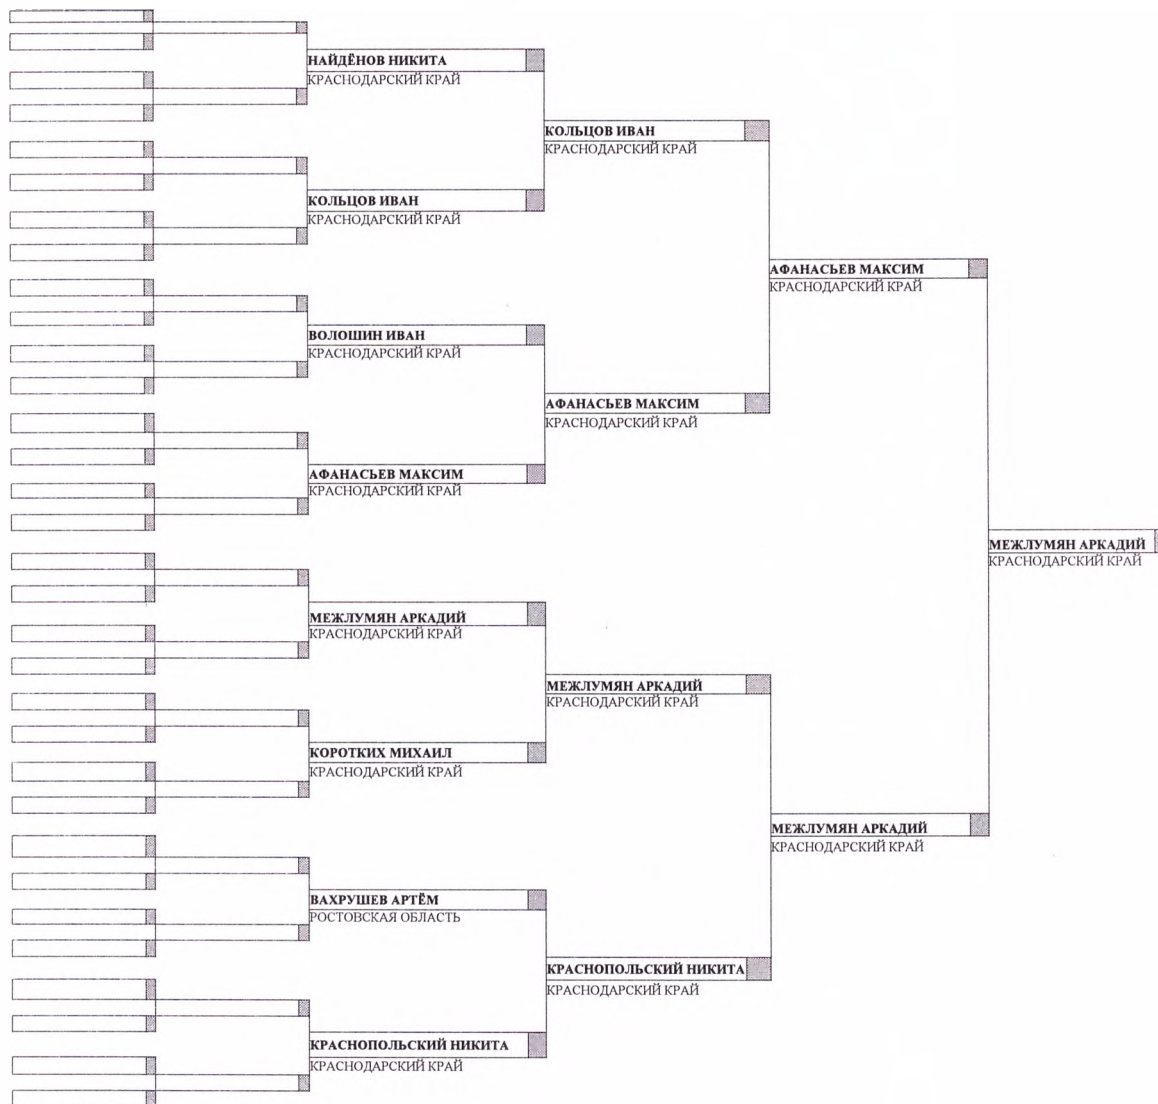 НАЙДЁНОВ НИКИТА
КРАСНОДАРСКИЙ КРАЙ
КОЛЬЦОВ ИВАН
КРАСНОДАРСКИЙ КРАЙ
КОЛЬЦОВ ИВАН
КРАСНОДАРСКИЙ КРАЙ
АФАНАСЬЕВ МАКСИМ
КРАСНОДАРСКИЙ КРАЙ
ВОЛОШИН ИВАН
КРАСНОДАРСКИЙ КРАЙ
АФАНАСЬЕВ МАКСИМ
КРАСНОДАРСКИЙ КРАЙ
АФАНАСЬЕВ МАКСИМ
КРАСНОДАРСКИЙ КРАЙ
МЕЖЛУМЯН АРКАДИЙ
КРАСНОДАРСКИЙ КРАЙ
МЕЖЛУМЯН АРКАДИЙ
КРАСНОДАРСКИЙ КРАЙ
МЕЖЛУМЯН АРКАДИЙ
КРАСНОДАРСКИЙ КРАЙ
КОРОТКИХ МИХАИЛ
КРАСНОДАРСКИЙ КРАЙ
МЕЖЛУМЯН АРКАДИЙ
КРАСНОДАРСКИЙ КРАЙ
ВАХРУШЕВ АРТЁМ
РОСТОВСКАЯ ОБЛАСТЬ
КРАСНОПОЛЬСКИЙ НИКИТА
КРАСНОДАРСКИЙ КРАЙ
КРАСНОПОЛЬСКИЙ НИКИТА
КРАСНОДАРСКИЙ КРАЙ